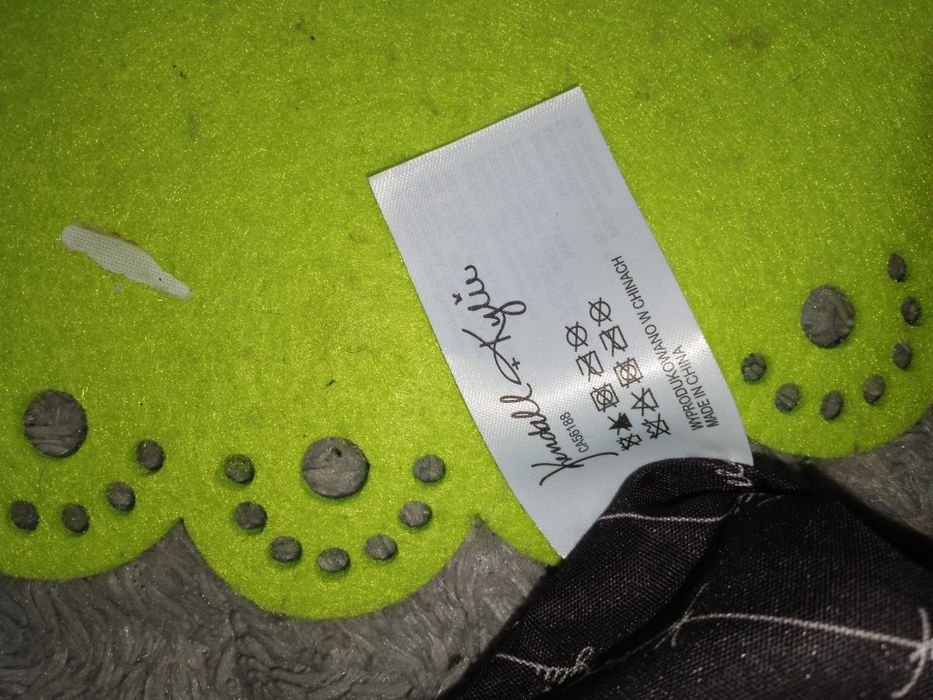 Kendall & Kylie
CA56188
WYPRODUKOWANO W CHINACH
MADE IN CHINA